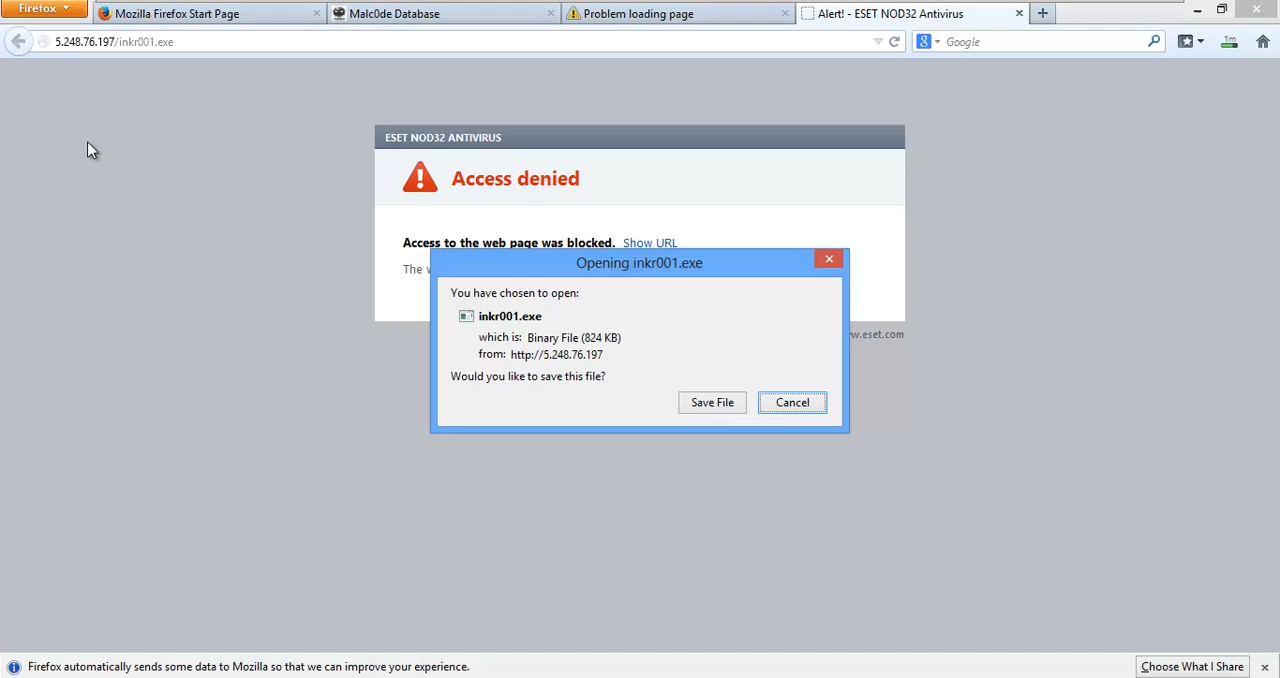 Firefox
Mozilla Firefox Start Page
Malc0de Database
Problem loading page
Alert! - ESET NOD32 Antivirus
5.248.76.197/inkr001.exe
Google
1m
ESET NOD32 ANTIVIRUS
Access denied
Access to the web page was blocked. Show URL
The
Opening inkr001.exe
You have chosen to open:
inkr001.exe
which is: Binary File (824 KB)
from: http://5.248.76.197
w.eset.com
Would you like to save this file?
Save File
Cancel
Firefox automatically sends some data to Mozilla so that we can improve your experience.
Choose What I Share